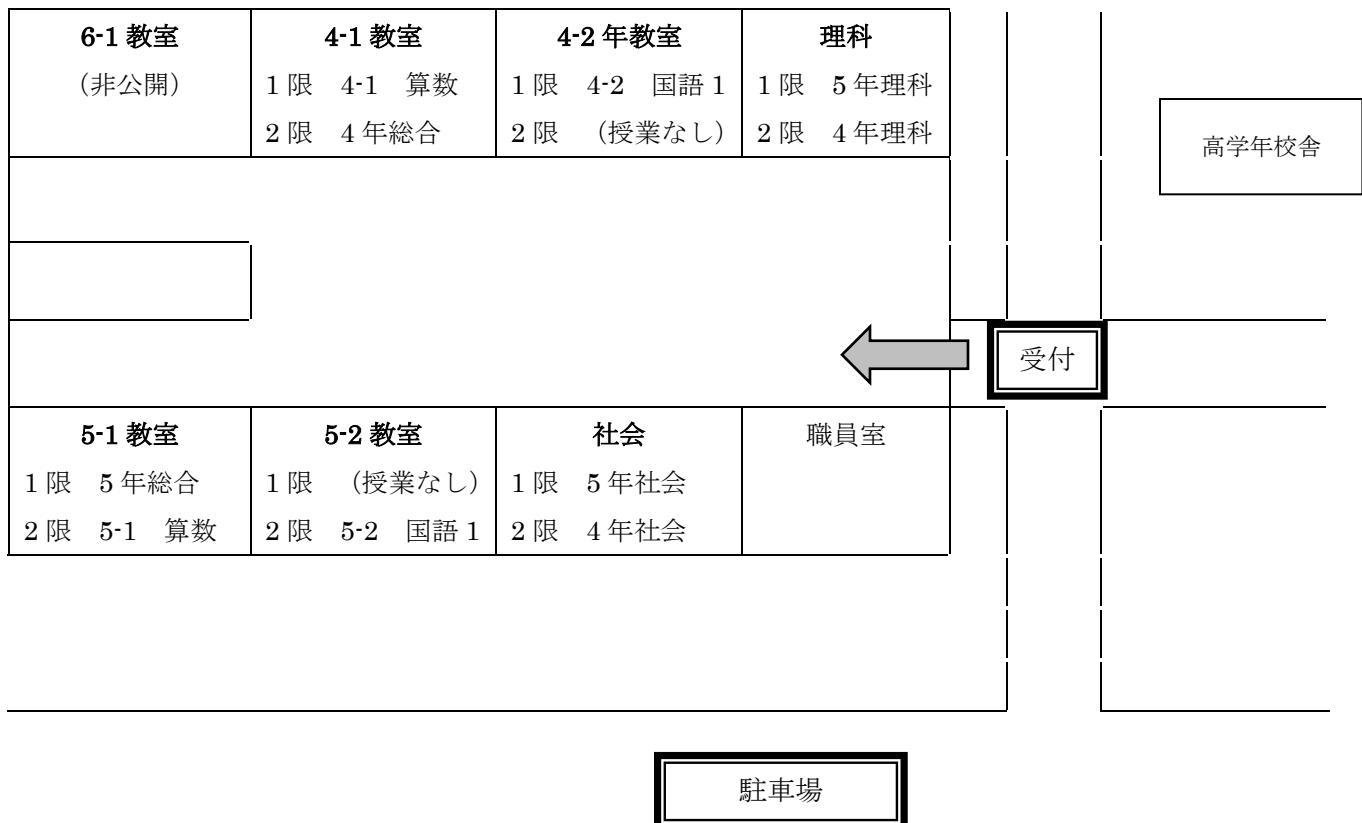 6-1 教室
（非公開）
4-1 教室
1 限　4-1　算数
2 限　4 年総合
4-2 年教室
1 限　4-2　国語 1
2 限　（授業なし）
理科
1 限　5 年理科
2 限　4 年理科
高学年校舎
受付
5-1 教室
1 限　5 年総合
2 限　5-1　算数
5-2 教室
1 限　（授業なし）
2 限　5-2　国語 1
社会
1 限　5 年社会
2 限　4 年社会
職員室
駐車場